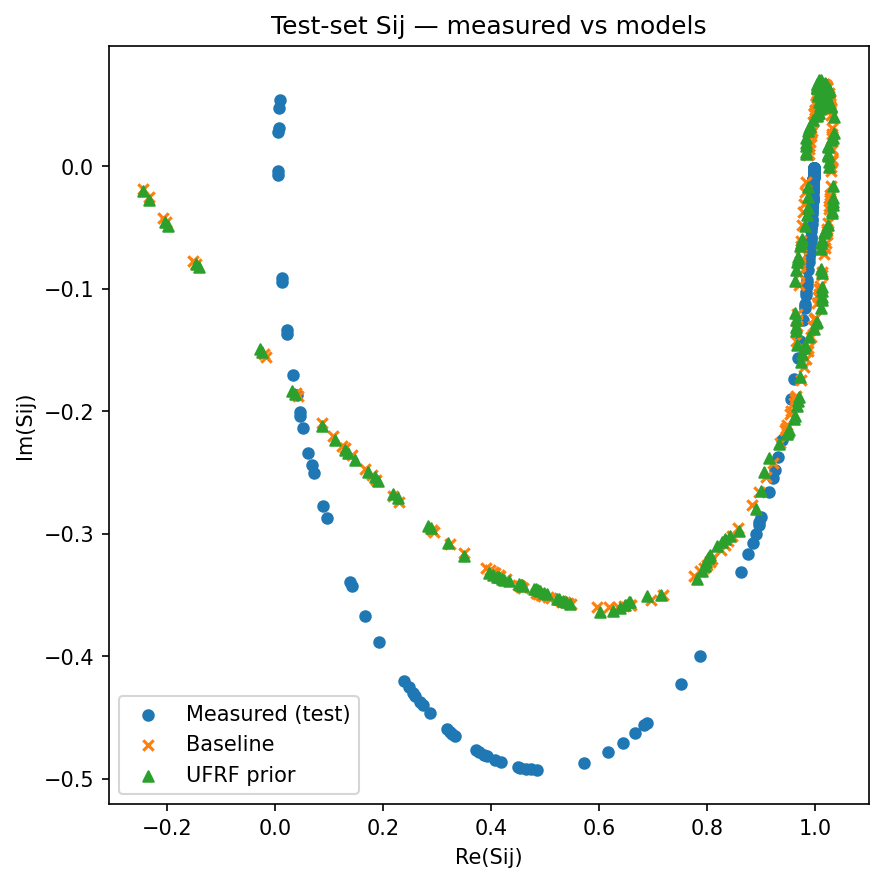 Test-set Sij — measured vs models
Im(Sij)
0.0
−0.1
−0.2
−0.3
−0.4
−0.5
Measured (test)
Baseline
UFRF prior
−0.2
0.0
0.2
0.4
0.6
0.8
1.0
Re(Sij)